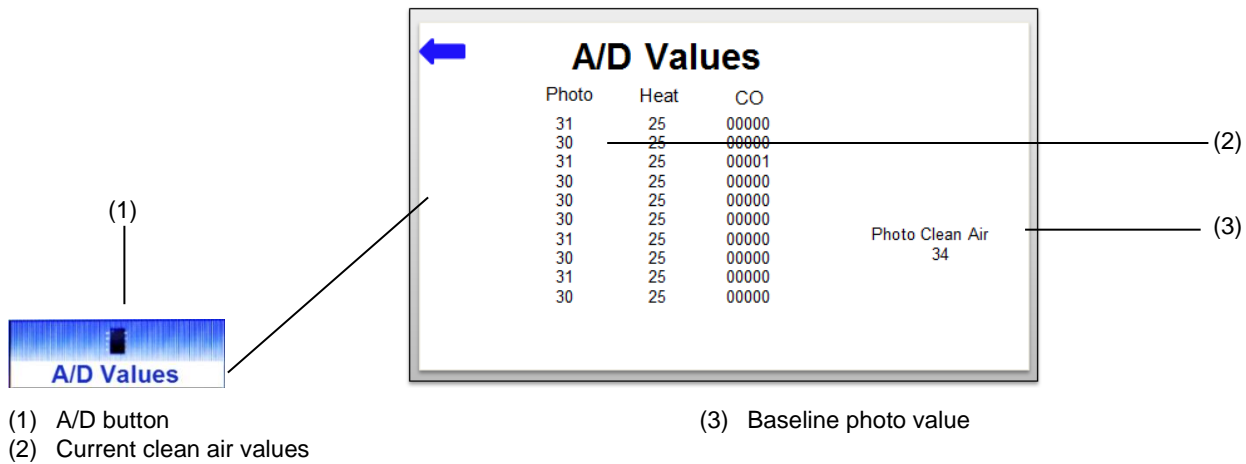 A/D Values
Photo Heat CO
31 25 00000
30 25 00000
31 25 00001
30 25 00000
30 25 00000
30 25 00000
31 25 00000
30 25 00000
31 25 00000
30 25 00000
Photo Clean Air
34
(2)
(3)
(1)
A/D Values
(1) A/D button
(2) Current clean air values
(3) Baseline photo value